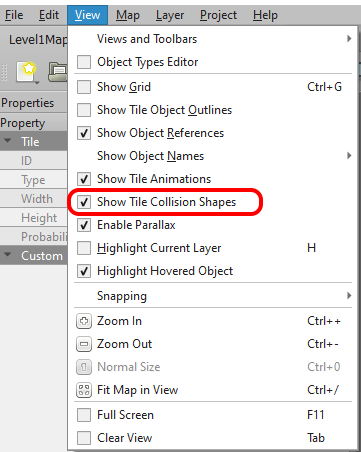 File Edit View Map Layer Project Help
Level1Map
Views and Toolbars
Object Types Editor
Show Grid Ctrl+G
Show Tile Object Outlines
Show Object References
Show Object Names
Show Tile Animations
Show Tile Collision Shapes
Enable Parallax
Highlight Current Layer H
Highlight Hovered Object
Snapping
Zoom In Ctrl++
Zoom Out Ctrl+-
Normal Size Ctrl+0
Fit Map in View Ctrl+/
Full Screen F11
Clear View Tab
Properties
Property
Tile
ID
Type
Width
Height
Probabili
Custom